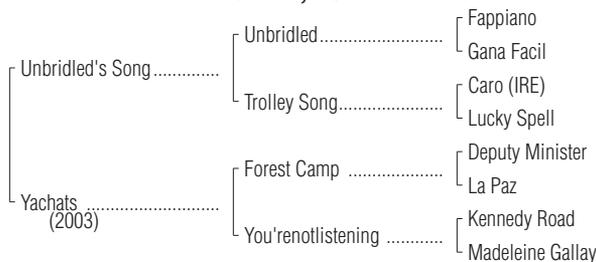 Fappiano
Unbridled...................
Gana Facil
Unbridled's Song..............
Caro (IRE)
Trolley Song.....................
Lucky Spell
Deputy Minister
Forest Camp ...................
La Paz
Yachats ...........................
(2003)
Kennedy Road
You'renotlistening ............
Madeleine Gallay